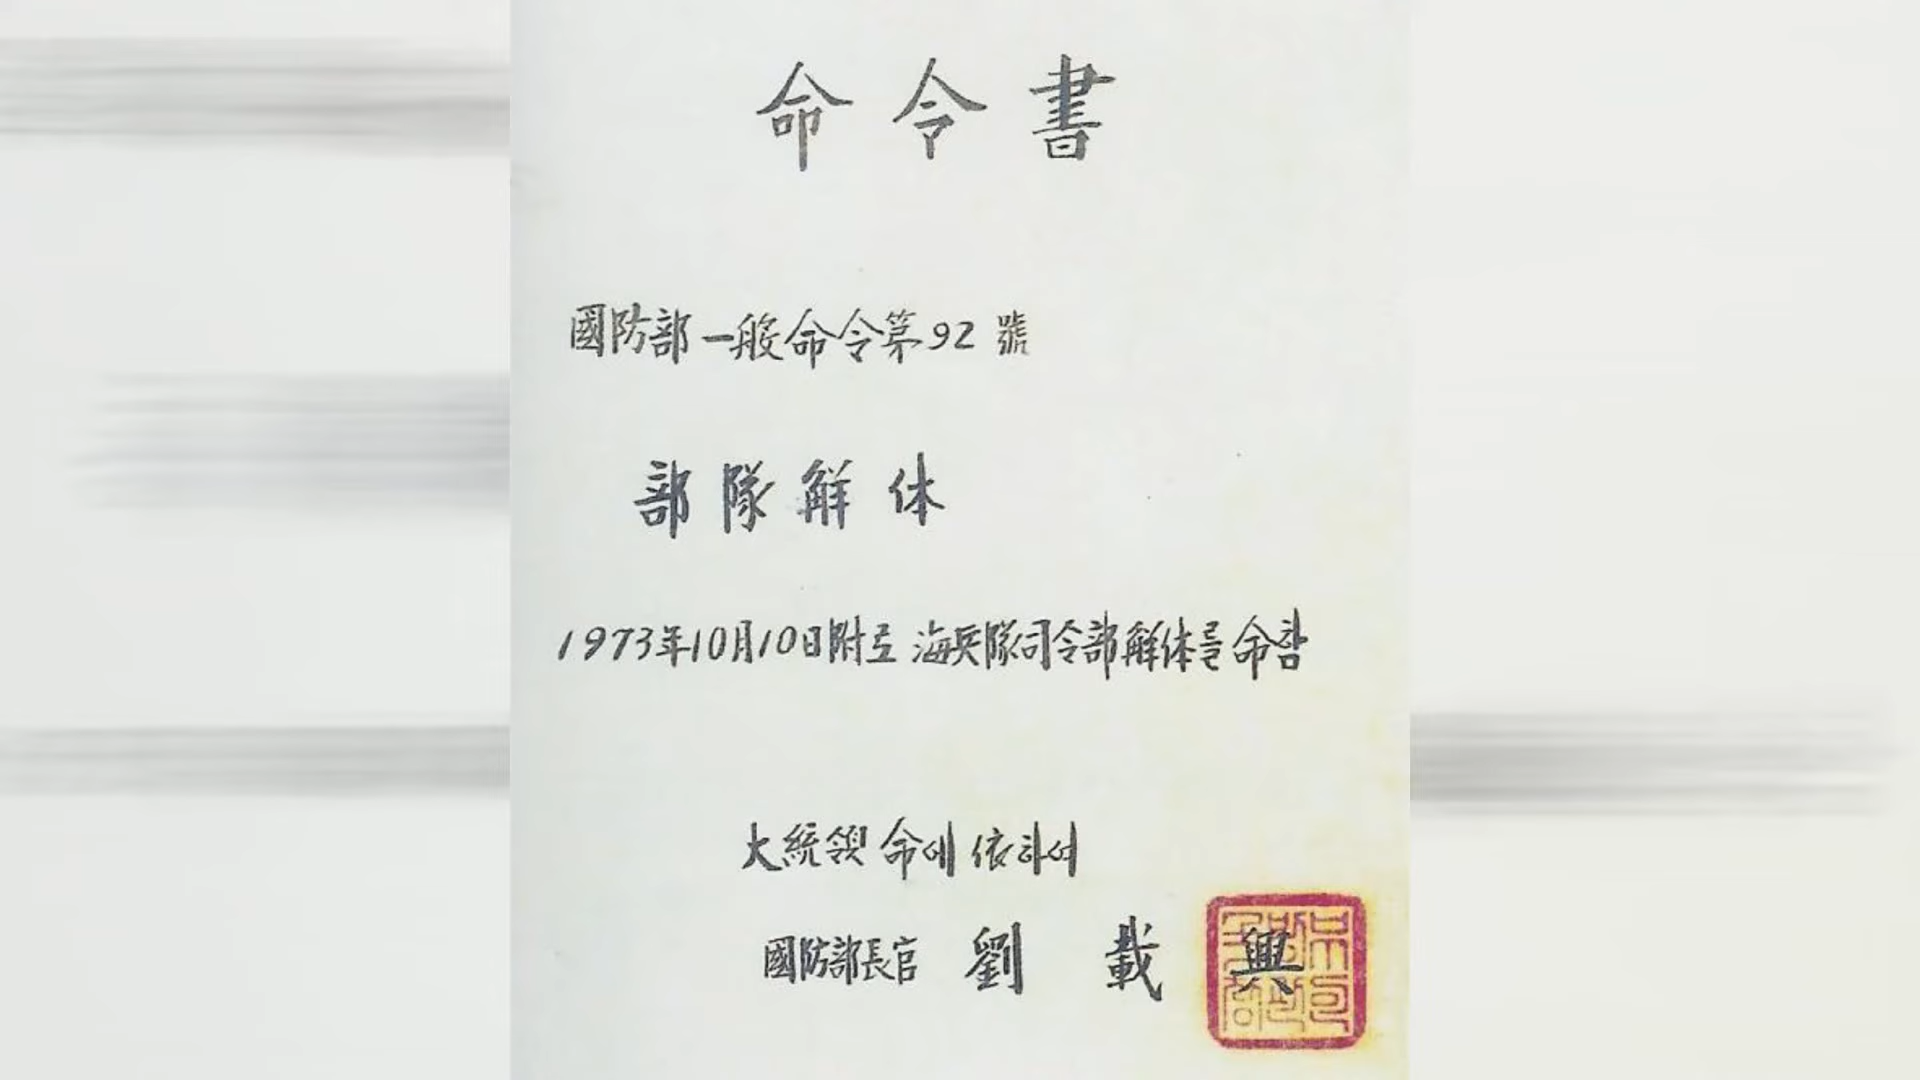 命令書
國防部一般命令第92 號
部隊解体
1973年10月10日附로 海兵隊司令部解体를 命함
大統領 命에 依하여
國防部長官 劉 載 興